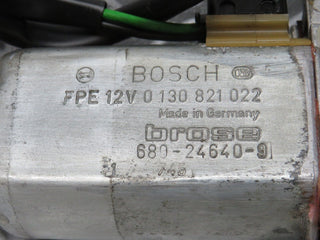 BOSCH
FPE 12V 0 130 821 022
Made in Germany
brose
680-24640-9